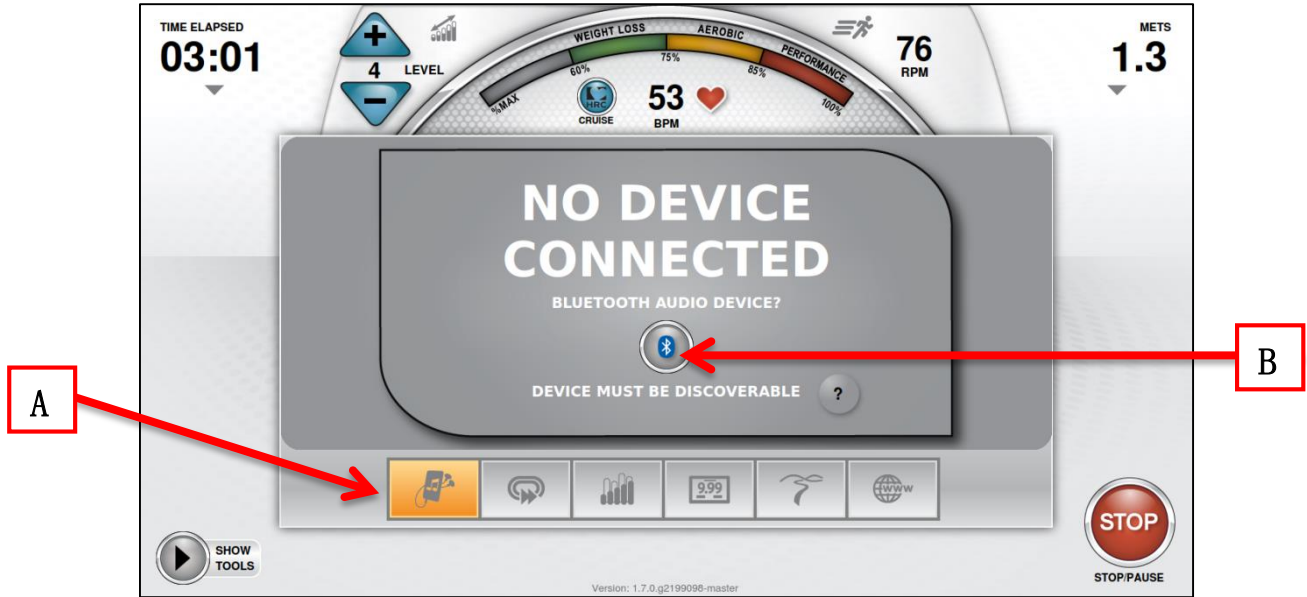 TIME ELAPSED
03:01
4 LEVEL
WEIGHT LOSS
AEROBIC
PERFORMANCE
%MAX
60%
75%
85%
100%
HRC
CRUISE
53
BPM
76
RPM
METS
1.3
NO DEVICE
CONNECTED
BLUETOOTH AUDIO DEVICE?
DEVICE MUST BE DISCOVERABLE ?
A
B
9.99
WWW
SHOW
TOOLS
STOP
STOP/PAUSE
Version: 1.7.0.g2199098-master